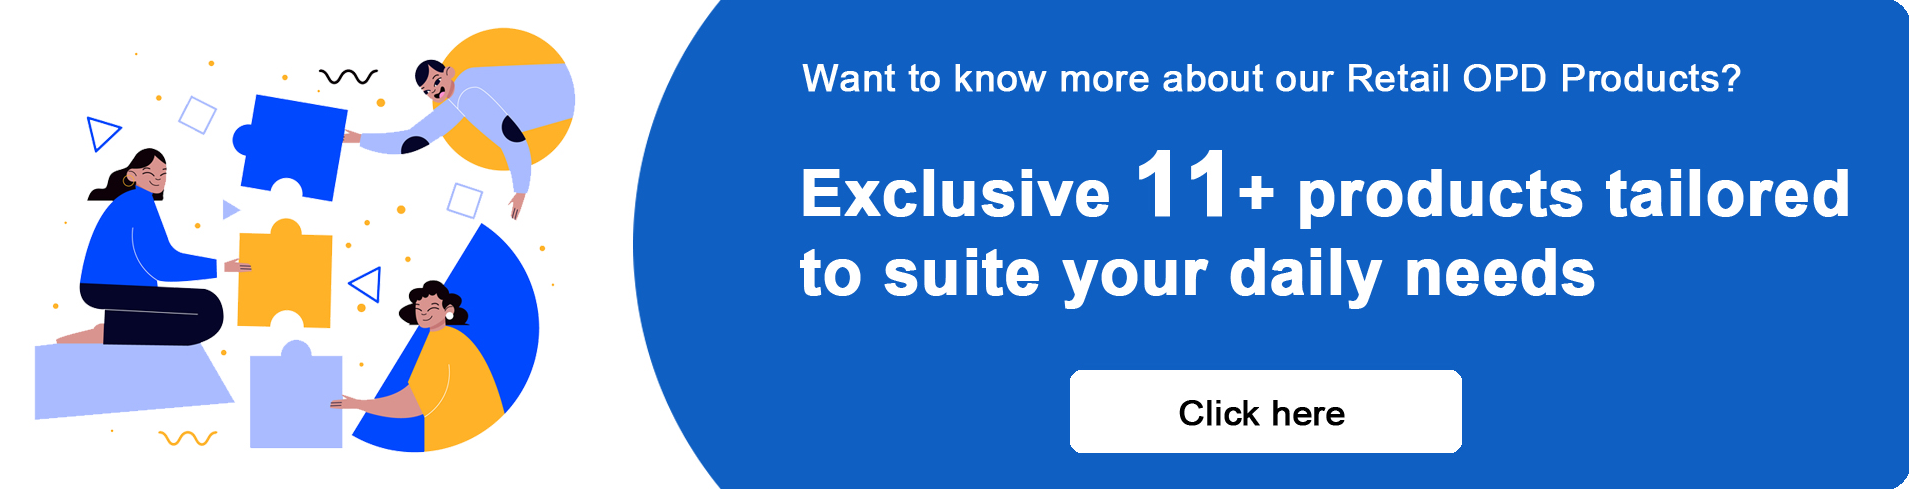 Want to know more about our Retail OPD Products?
Exclusive 11+ products tailored
to suite your daily needs
Click here